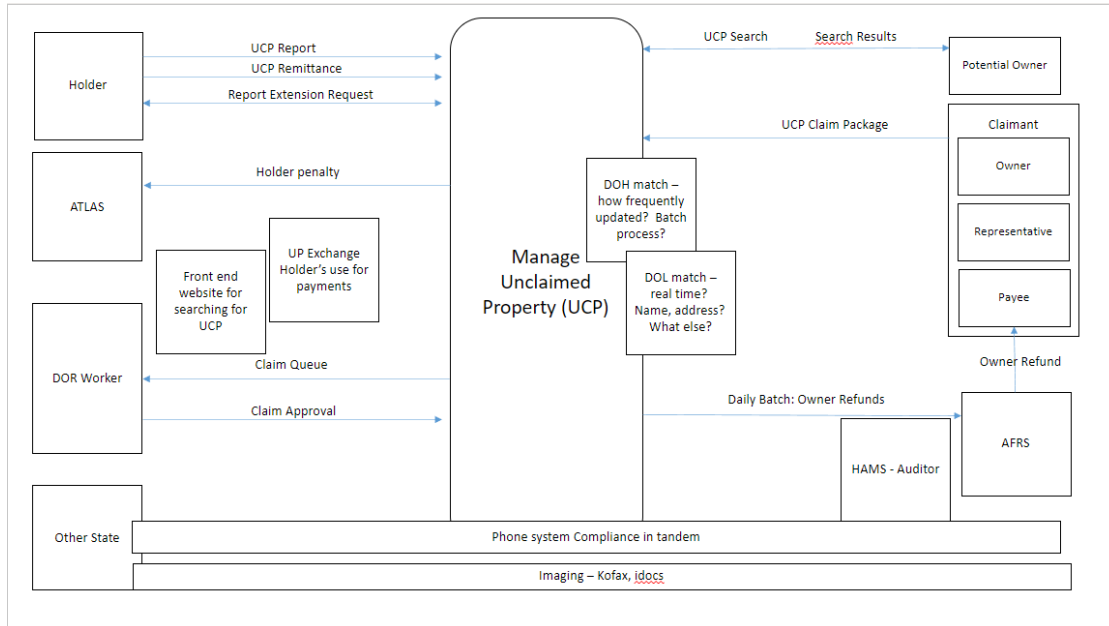 Holder
UCP Report
UCP Remittance
Report Extension Request
UCP Search
Search Results
Potential Owner
UCP Claim Package
Claimant
Owner
Representative
Payee
ATLAS
Holder penalty
DOH match –
how frequently
updated? Batch
process?
Manage
Unclaimed
Property (UCP)
DOL match –
real time?
Name, address?
What else?
UP Exchange
Holder's use for
payments
Front end
website for
searching for
UCP
DOR Worker
Claim Queue
Claim Approval
Owner Refund
Daily Batch: Owner Refunds
AFRS
HAMS - Auditor
Other State
Phone system Compliance in tandem
Imaging – Kofax, idocs